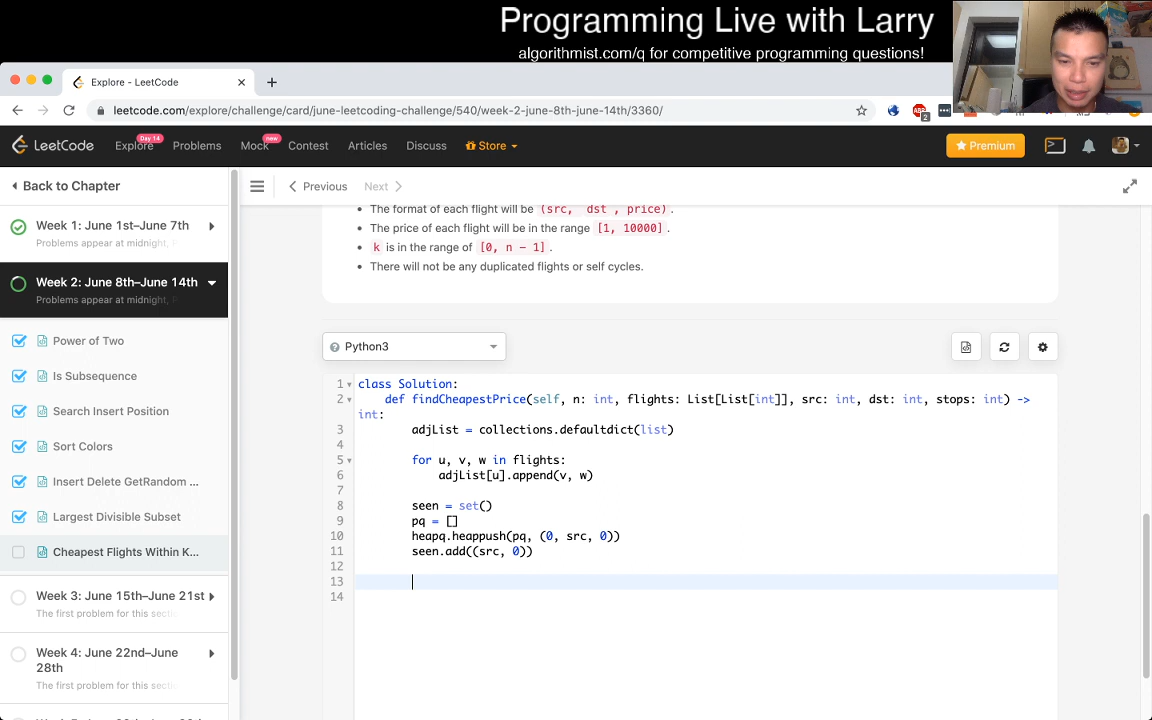 Programming Live with Larry
algorithmist.com/q for competitive programming questions!
Explore - LeetCode
leetcode.com/explore/challenge/card/june-leetcoding-challenge/540/week-2-june-8th-june-14th/3360/
ABP
2
LeetCode
Explore
Day 14
Problems
Mock
new
Contest
Articles
Discuss
Store
Premium
Back to Chapter
Previous
Next
Week 1: June 1st–June 7th
Problems appear at midnight,
Week 2: June 8th–June 14th
Problems appear at midnight,
Power of Two
Is Subsequence
Search Insert Position
Sort Colors
Insert Delete GetRandom ...
Largest Divisible Subset
Cheapest Flights Within K...
Week 3: June 15th–June 21st
The first problem for this
Week 4: June 22nd–June
28th
The first problem for this
• The format of each flight will be (src, dst , price).
• The price of each flight will be in the range [1, 10000].
• k is in the range of [0, n - 1].
• There will not be any duplicated flights or self cycles.
Python3
1 class Solution:
2 def findCheapestPrice(self, n: int, flights: List[List[int]], src: int, dst: int, stops: int) ->
int:
3 adjList = collections.defaultdict(list)
4
5 for u, v, w in flights:
6 adjList[u].append(v, w)
7
8 seen = set()
9 pq = []
10 heapq.heappush(pq, (0, src, 0))
11 seen.add((src, 0))
12
13
14